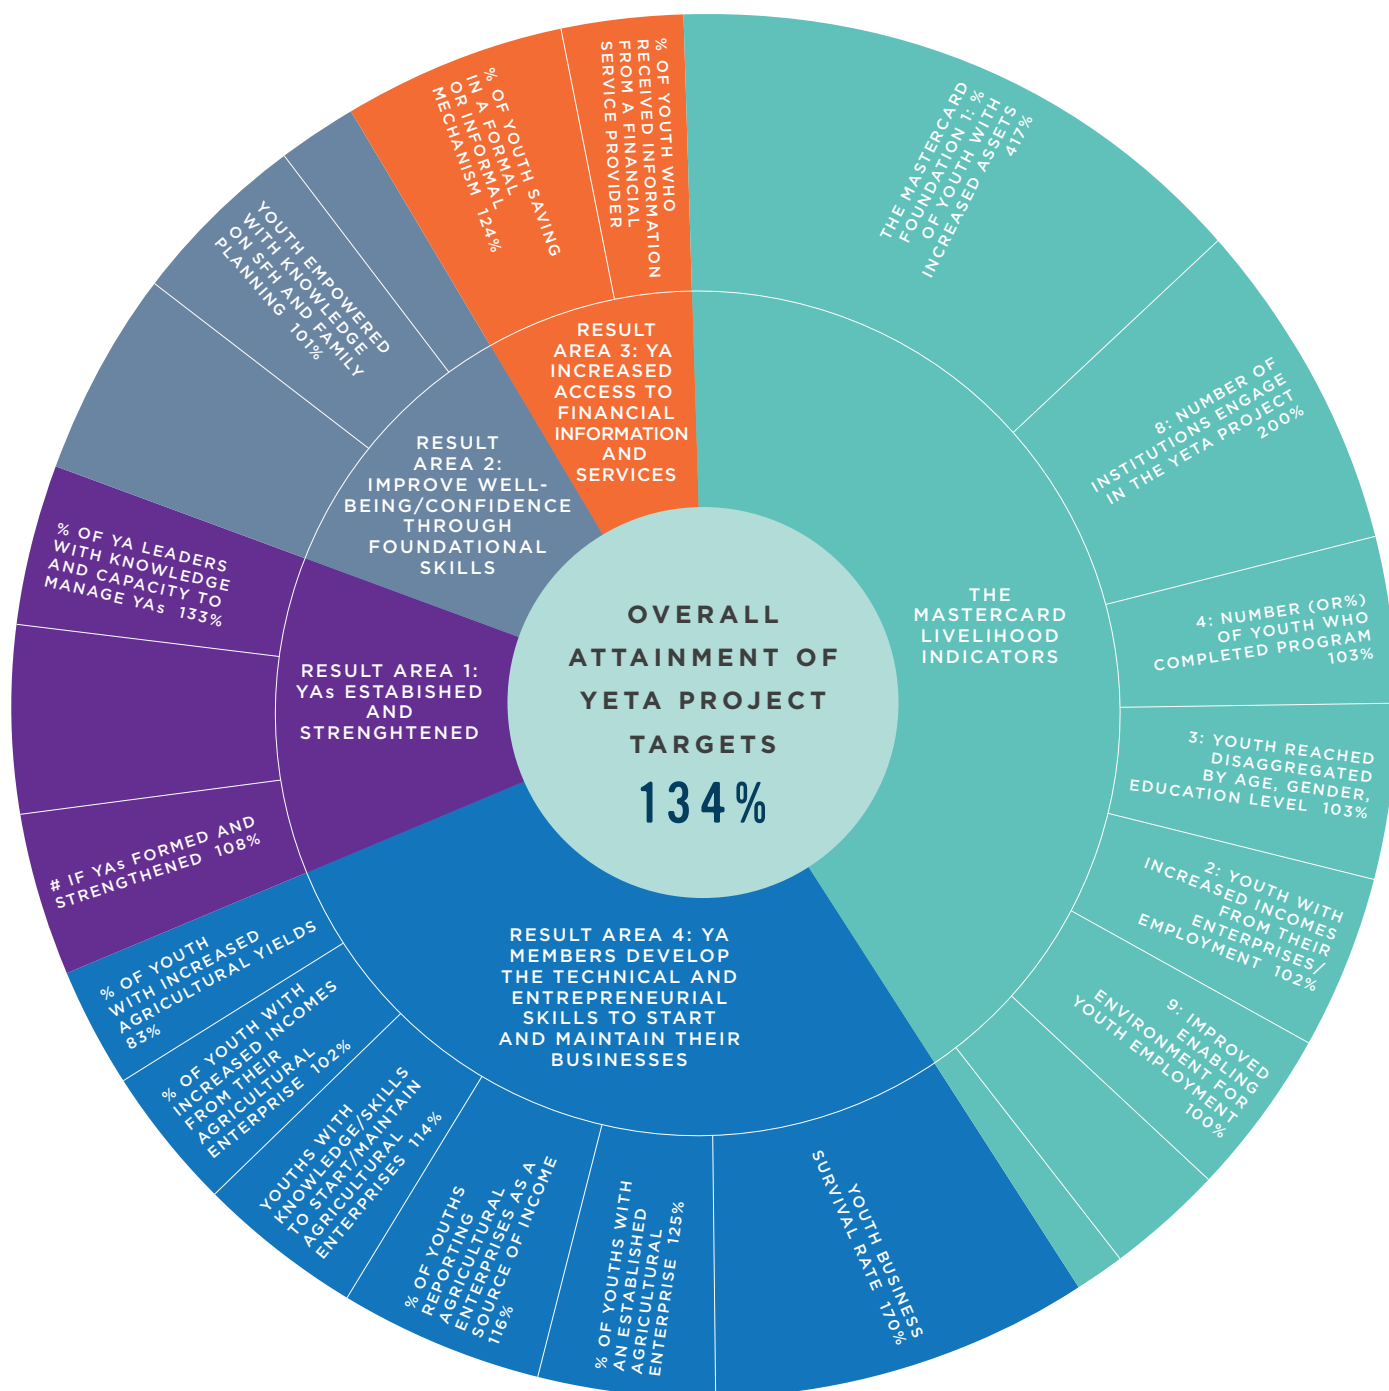 OVERALL
ATTAINMENT OF
YETA PROJECT
TARGETS
134%
THE
MASTERCARD
LIVELIHOOD
INDICATORS
THE MASTERCARD
FOUNDATION 1: %
OF YOUTH WITH
INCREASED ASSETS
417%
8: NUMBER OF
INSTITUTIONS ENGAGE
IN THE YETA PROJECT
200%
4: NUMBER (OR%)
OF YOUTH WHO
COMPLETED PROGRAM
103%
3: YOUTH REACHED
DISAGGREGATED
BY AGE, GENDER,
EDUCATION LEVEL 103%
2: YOUTH WITH
INCREASED INCOMES
FROM THEIR
ENTERPRISES/
EMPLOYMENT 102%
9: IMPROVED
ENABLING
ENVIRONMENT FOR
YOUTH EMPLOYMENT
100%
RESULT AREA 4: YA
MEMBERS DEVELOP
THE TECHNICAL AND
ENTREPRENEURIAL
SKILLS TO START
AND MAINTAIN THEIR
BUSINESSES
YOUTH BUSINESS
SURVIVAL RATE 170%
% OF YOUTHS WITH
AN ESTABLISHED
AGRICULTURAL
ENTERPRISE 125%
% OF YOUTHS
REPORTING
AGRICULTURAL
ENTERPRISES AS A
SOURCE OF INCOME
116%
YOUTHS WITH
KNOWLEDGE/SKILLS
TO START/MAINTAIN
AGRICULTURAL
ENTERPRISES 114%
% OF YOUTH WITH
INCREASED INCOMES
FROM THEIR
AGRICULTURAL
ENTERPRISE 102%
% OF YOUTH
WITH INCREASED
AGRICULTURAL YIELDS
83%
RESULT AREA 1:
YAs ESTABISHED
AND
STRENGHTENED
# IF YAs FORMED AND
STRENGTHENED 108%
% OF YA LEADERS
WITH KNOWLEDGE
AND CAPACITY TO
MANAGE YAs 133%
RESULT
AREA 2:
IMPROVE WELL-
BEING/CONFIDENCE
THROUGH
FOUNDATIONAL
SKILLS
YOUTH EMPOWERED
WITH KNOWLEDGE
ON SFH AND FAMILY
PLANNING 101%
RESULT
AREA 3: YA
INCREASED
ACCESS TO
FINANCIAL
INFORMATION
AND
SERVICES
% OF YOUTH SAVING
IN A FORMAL
OR INFORMAL
MECHANISM 124%
% OF YOUTH WHO
RECEIVED INFORMATION
FROM A FINANCIAL
SERVICE PROVIDER